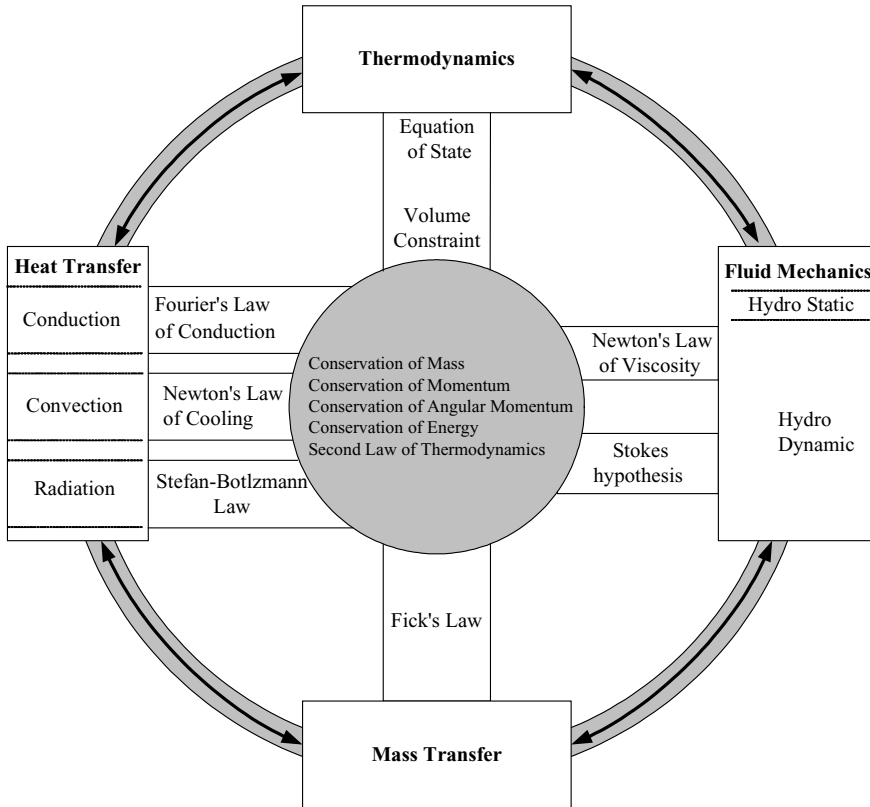 Thermodynamics
Equation
of State
Volume
Constraint
Heat Transfer
Conduction
Fourier's Law
of Conduction
Convection
Newton's Law
of Cooling
Radiation
Stefan-Botlzmann
Law
Conservation of Mass
Conservation of Momentum
Conservation of Angular Momentum
Conservation of Energy
Second Law of Thermodynamics
Fluid Mechanics
Hydro Static
Newton's Law
of Viscosity
Hydro
Dynamic
Stokes
hypothesis
Fick's Law
Mass Transfer